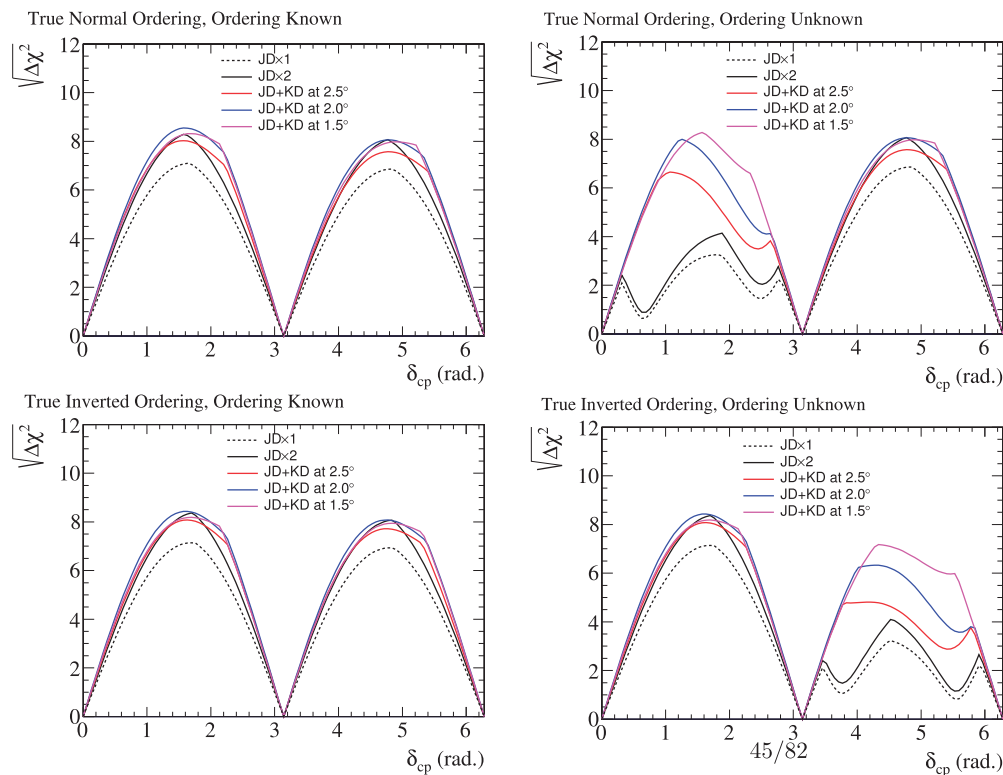 True Normal Ordering, Ordering Known
√Δχ²
12
10
8
6
4
2
0
JD×1
JD×2
JD+KD at 2.5°
JD+KD at 2.0°
JD+KD at 1.5°
0 1 2 3 4 5 6
δcp (rad.)
True Normal Ordering, Ordering Unknown
√Δχ²
12
10
8
6
4
2
0
JD×1
JD×2
JD+KD at 2.5°
JD+KD at 2.0°
JD+KD at 1.5°
0 1 2 3 4 5 6
δcp (rad.)
True Inverted Ordering, Ordering Known
√Δχ²
12
10
8
6
4
2
0
JD×1
JD×2
JD+KD at 2.5°
JD+KD at 2.0°
JD+KD at 1.5°
0 1 2 3 4 5 6
δcp (rad.)
True Inverted Ordering, Ordering Unknown
√Δχ²
12
10
8
6
4
2
0
JD×1
JD×2
JD+KD at 2.5°
JD+KD at 2.0°
JD+KD at 1.5°
0 1 2 3 4 5 6
45/82
δcp (rad.)